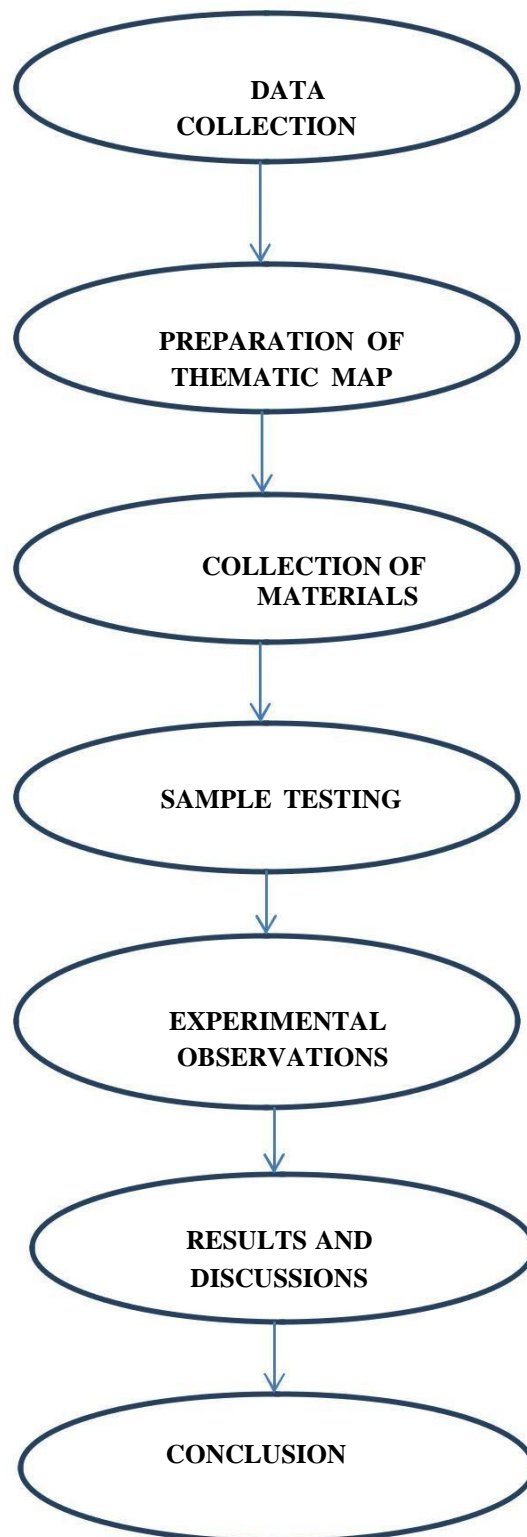 DATA
COLLECTION
PREPARATION OF
THEMATIC MAP
COLLECTION OF
MATERIALS
SAMPLE TESTING
EXPERIMENTAL
OBSERVATIONS
RESULTS AND
DISCUSSIONS
CONCLUSION